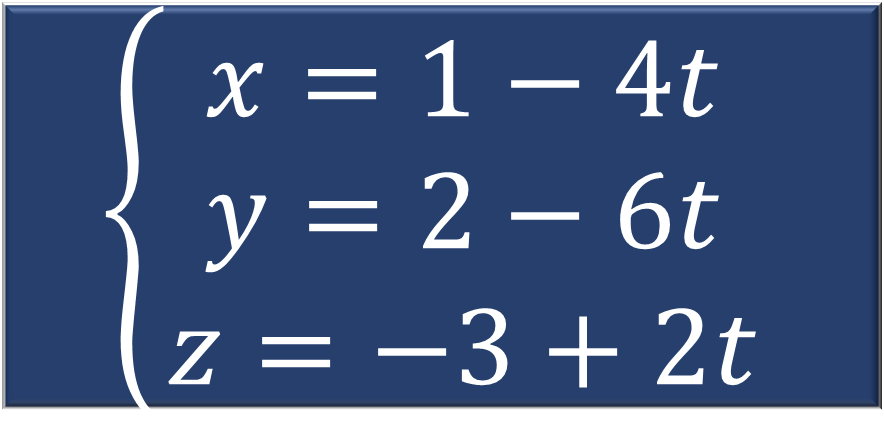 x = 1 − 4t
y = 2 − 6t
z = −3 + 2t